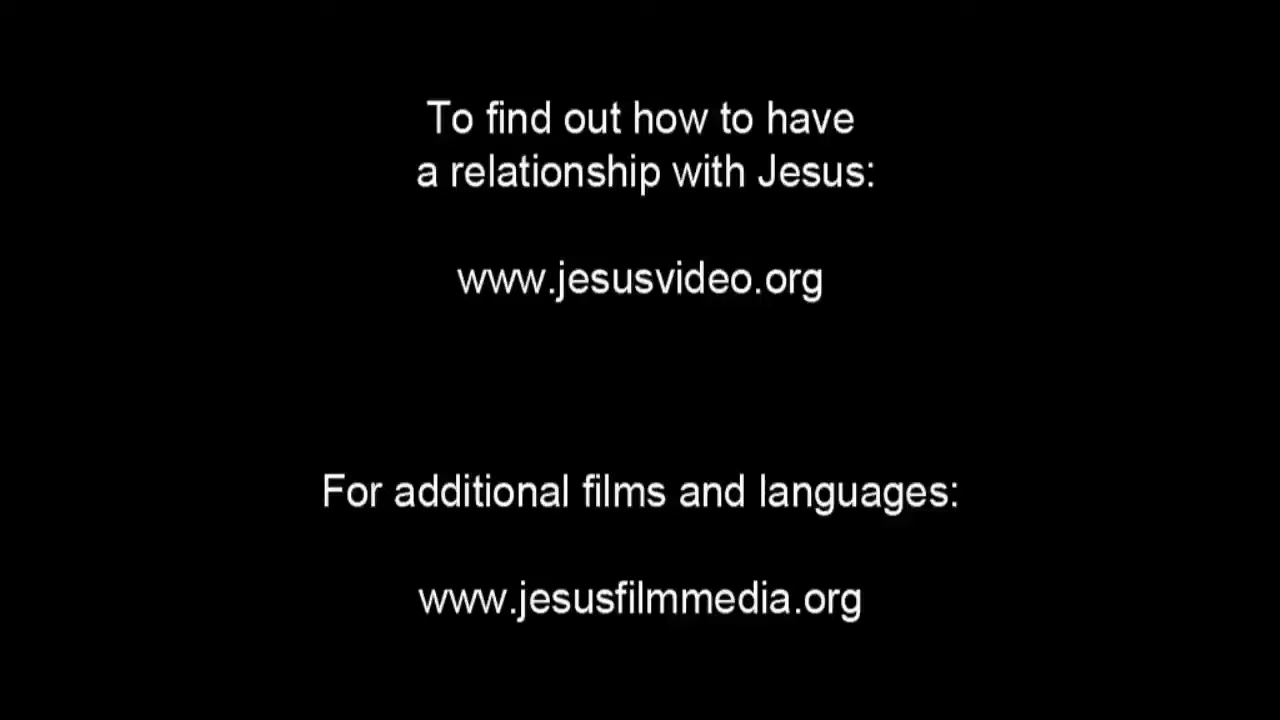 To find out how to have
a relationship with Jesus:
www.jesusvideo.org
For additional films and languages:
www.jesusfilmmedia.org